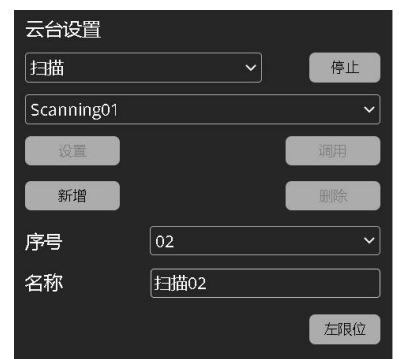 云台设置
扫描 停止
Scanning01
设置 调用
新增 删除
序号 02
名称 扫描02
左限位